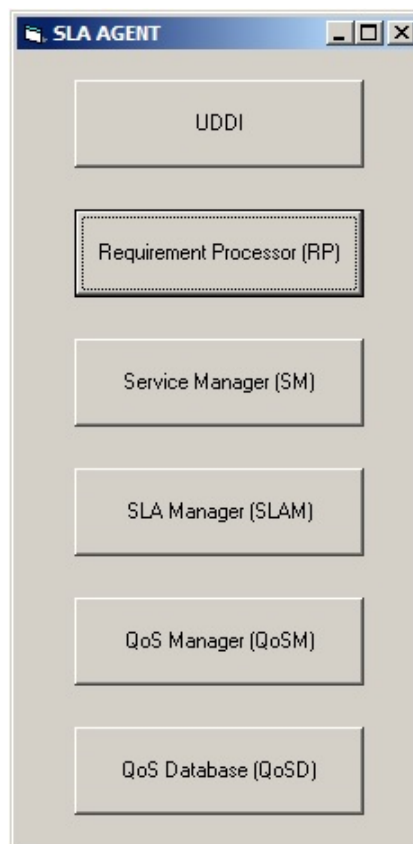 SLA AGENT
UDDI
Requirement Processor (RP)
Service Manager (SM)
SLA Manager (SLAM)
QoS Manager (QoSM)
QoS Database (QoSD)